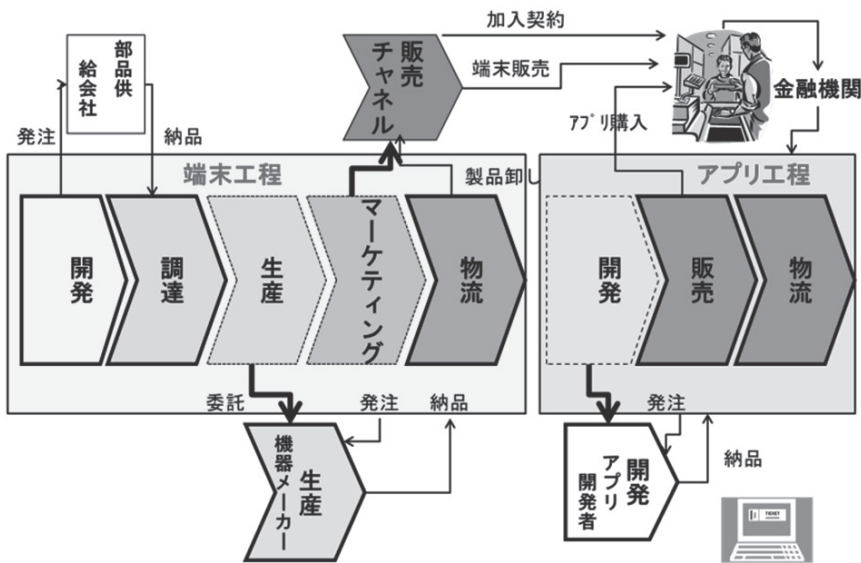 加入契約
端末販売
アプリ購入
金融機関
販売
チャネル
部品供
給会社
発注
納品
端末工程
製品卸し
アプリ工程
開発
調達
生産
マーケティング
物流
開発
販売
物流
委託
発注
納品
生産
機器メーカー
発注
納品
開発
アプリ
開発者
TICKET